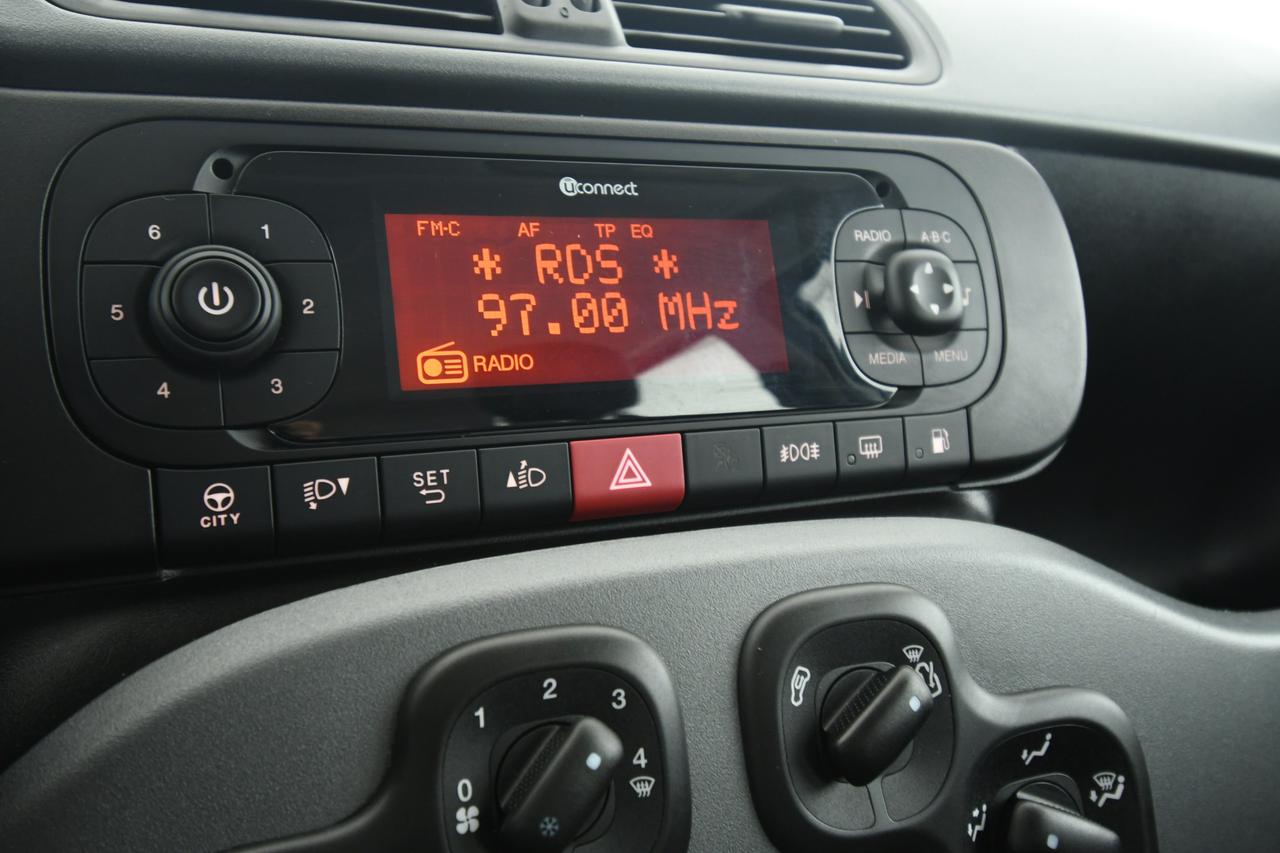 uconnect
FM-C AF TP EQ
* RDS *
97.00 MHz
RADIO
6 1
5 2
4 3
RADIO A·B·C
MEDIA MENU
CITY
SET
0 1 2 3 4